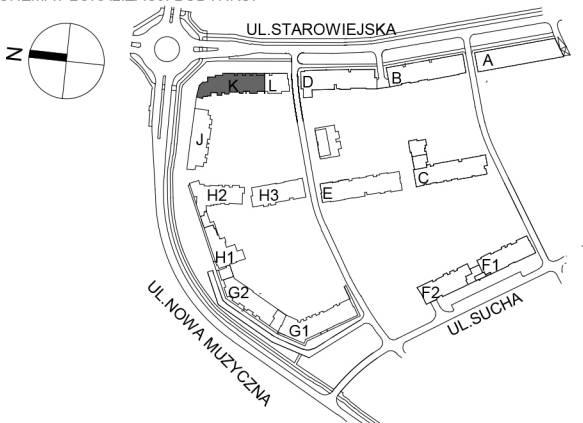 UL.STAROWIEJSKA
N
K
L
D
B
A
J
H2
H3
E
C
H1
G2
G1
F2
F1
UL.NOWA MUZYCZNA
UL.SUCHA